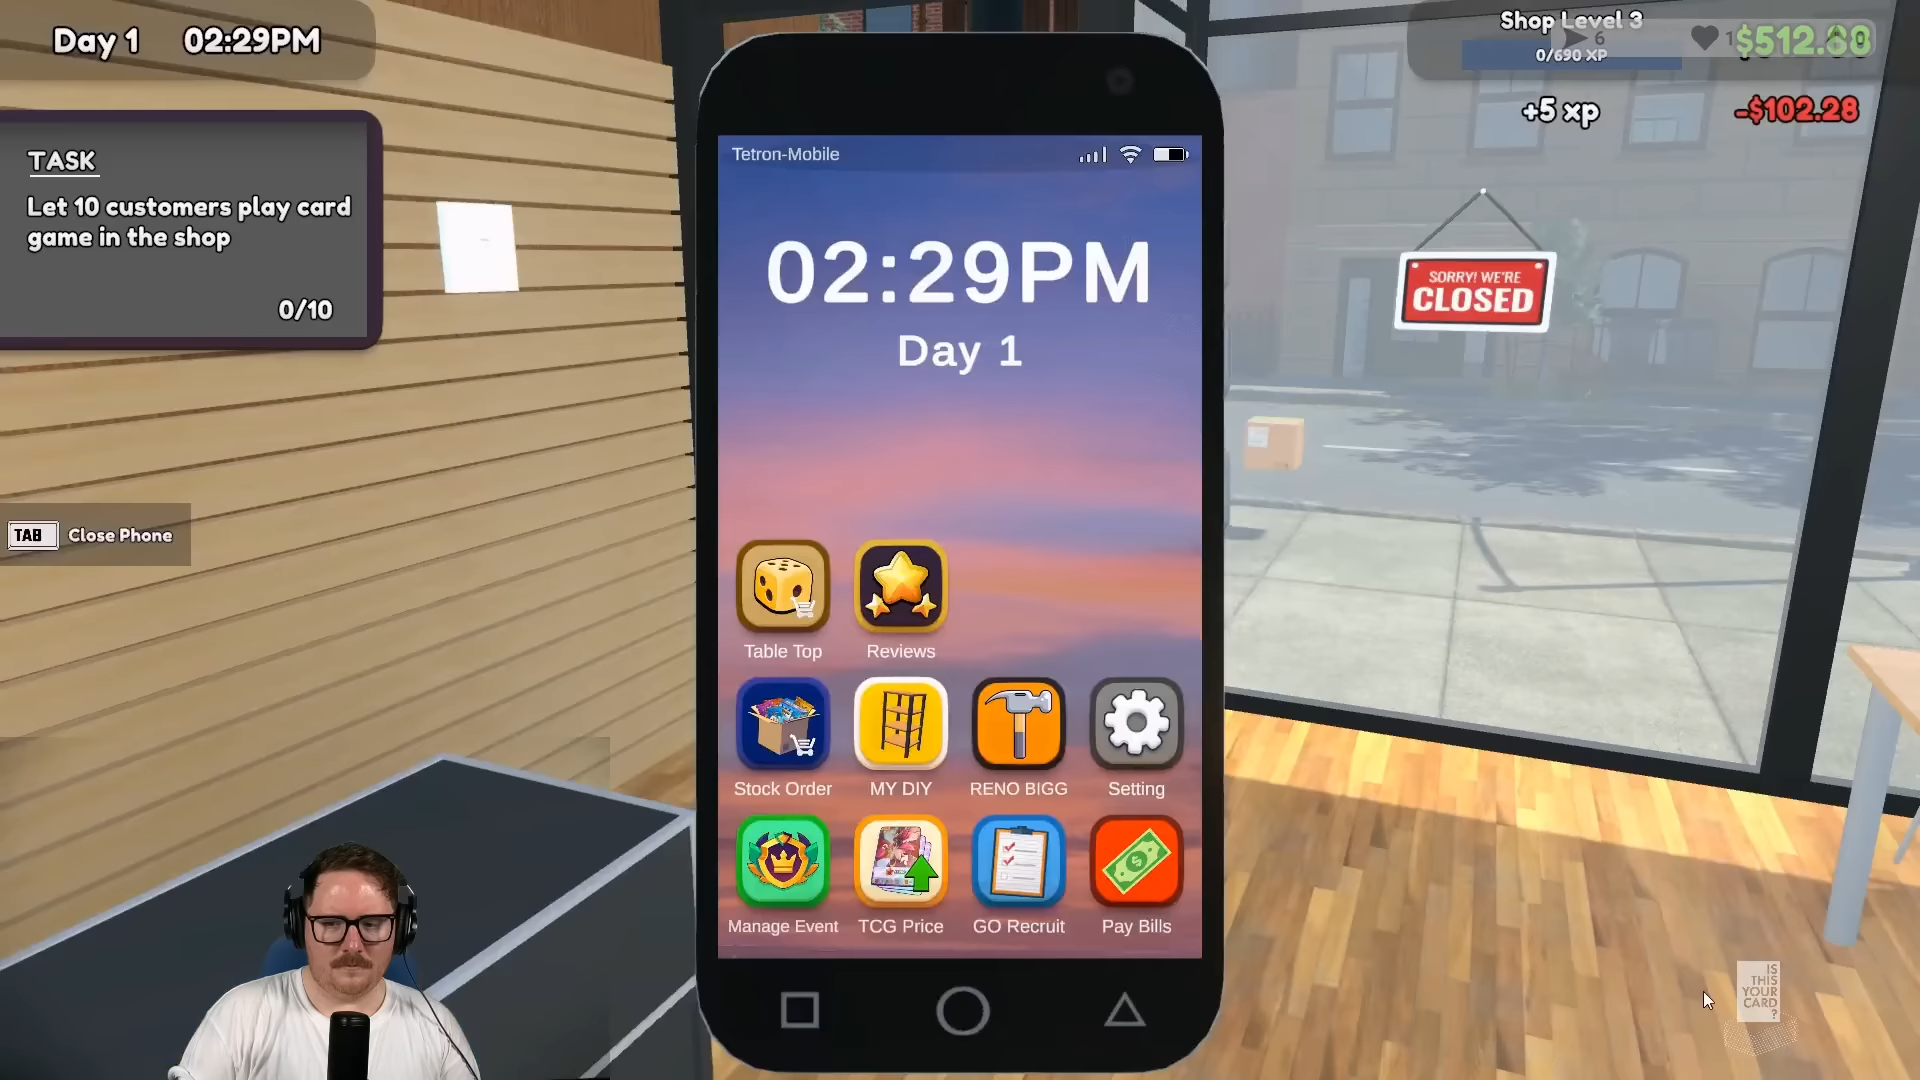 Day 1 02:29PM
TASK
Let 10 customers play card
game in the shop
0/10
TAB Close Phone
Tetron-Mobile
02:29PM
Day 1
Table Top Reviews
Stock Order MY DIY RENO BIGG Setting
Manage Event TCG Price GO Recruit Pay Bills
Shop Level 3
6
0/690 XP
$512.88
+5 xp
-$102.28
SORRY! WE'RE
CLOSED
IS
THIS
YOUR
CARD
?